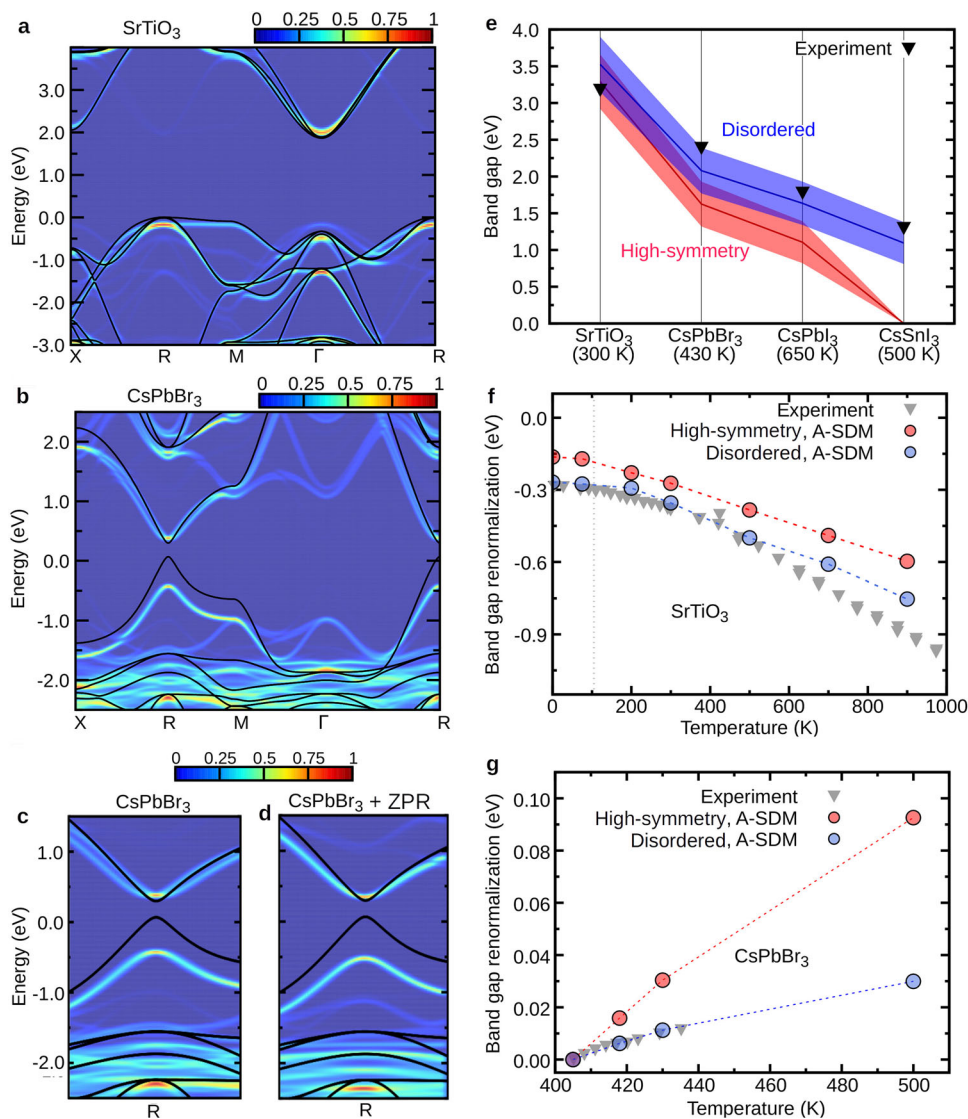 a
SrTiO3
0 0.25 0.5 0.75 1
Energy (eV)
3.0
2.0
1.0
0.0
-1.0
-2.0
-3.0
X R M Γ R
b
CsPbBr3
0 0.25 0.5 0.75 1
Energy (eV)
2.0
1.0
0.0
-1.0
-2.0
X R M Γ R
0 0.25 0.5 0.75 1
c
CsPbBr3
Energy (eV)
1.0
0.0
-1.0
-2.0
R
d
CsPbBr3 + ZPR
R
e
Band gap (eV)
4.0
3.5
3.0
2.5
2.0
1.5
1.0
0.5
0.0
Experiment
Disordered
High-symmetry
SrTiO3 CsPbBr3 CsPbI3 CsSnI3
(300 K) (430 K) (650 K) (500 K)
f
Band gap renormalization (eV)
0.0
-0.3
-0.6
-0.9
Experiment
High-symmetry, A-SDM
Disordered, A-SDM
SrTiO3
0 200 400 600 800 1000
Temperature (K)
g
Band gap renormalization (eV)
0.10
0.08
0.06
0.04
0.02
0.00
Experiment
High-symmetry, A-SDM
Disordered, A-SDM
CsPbBr3
400 420 440 460 480 500
Temperature (K)